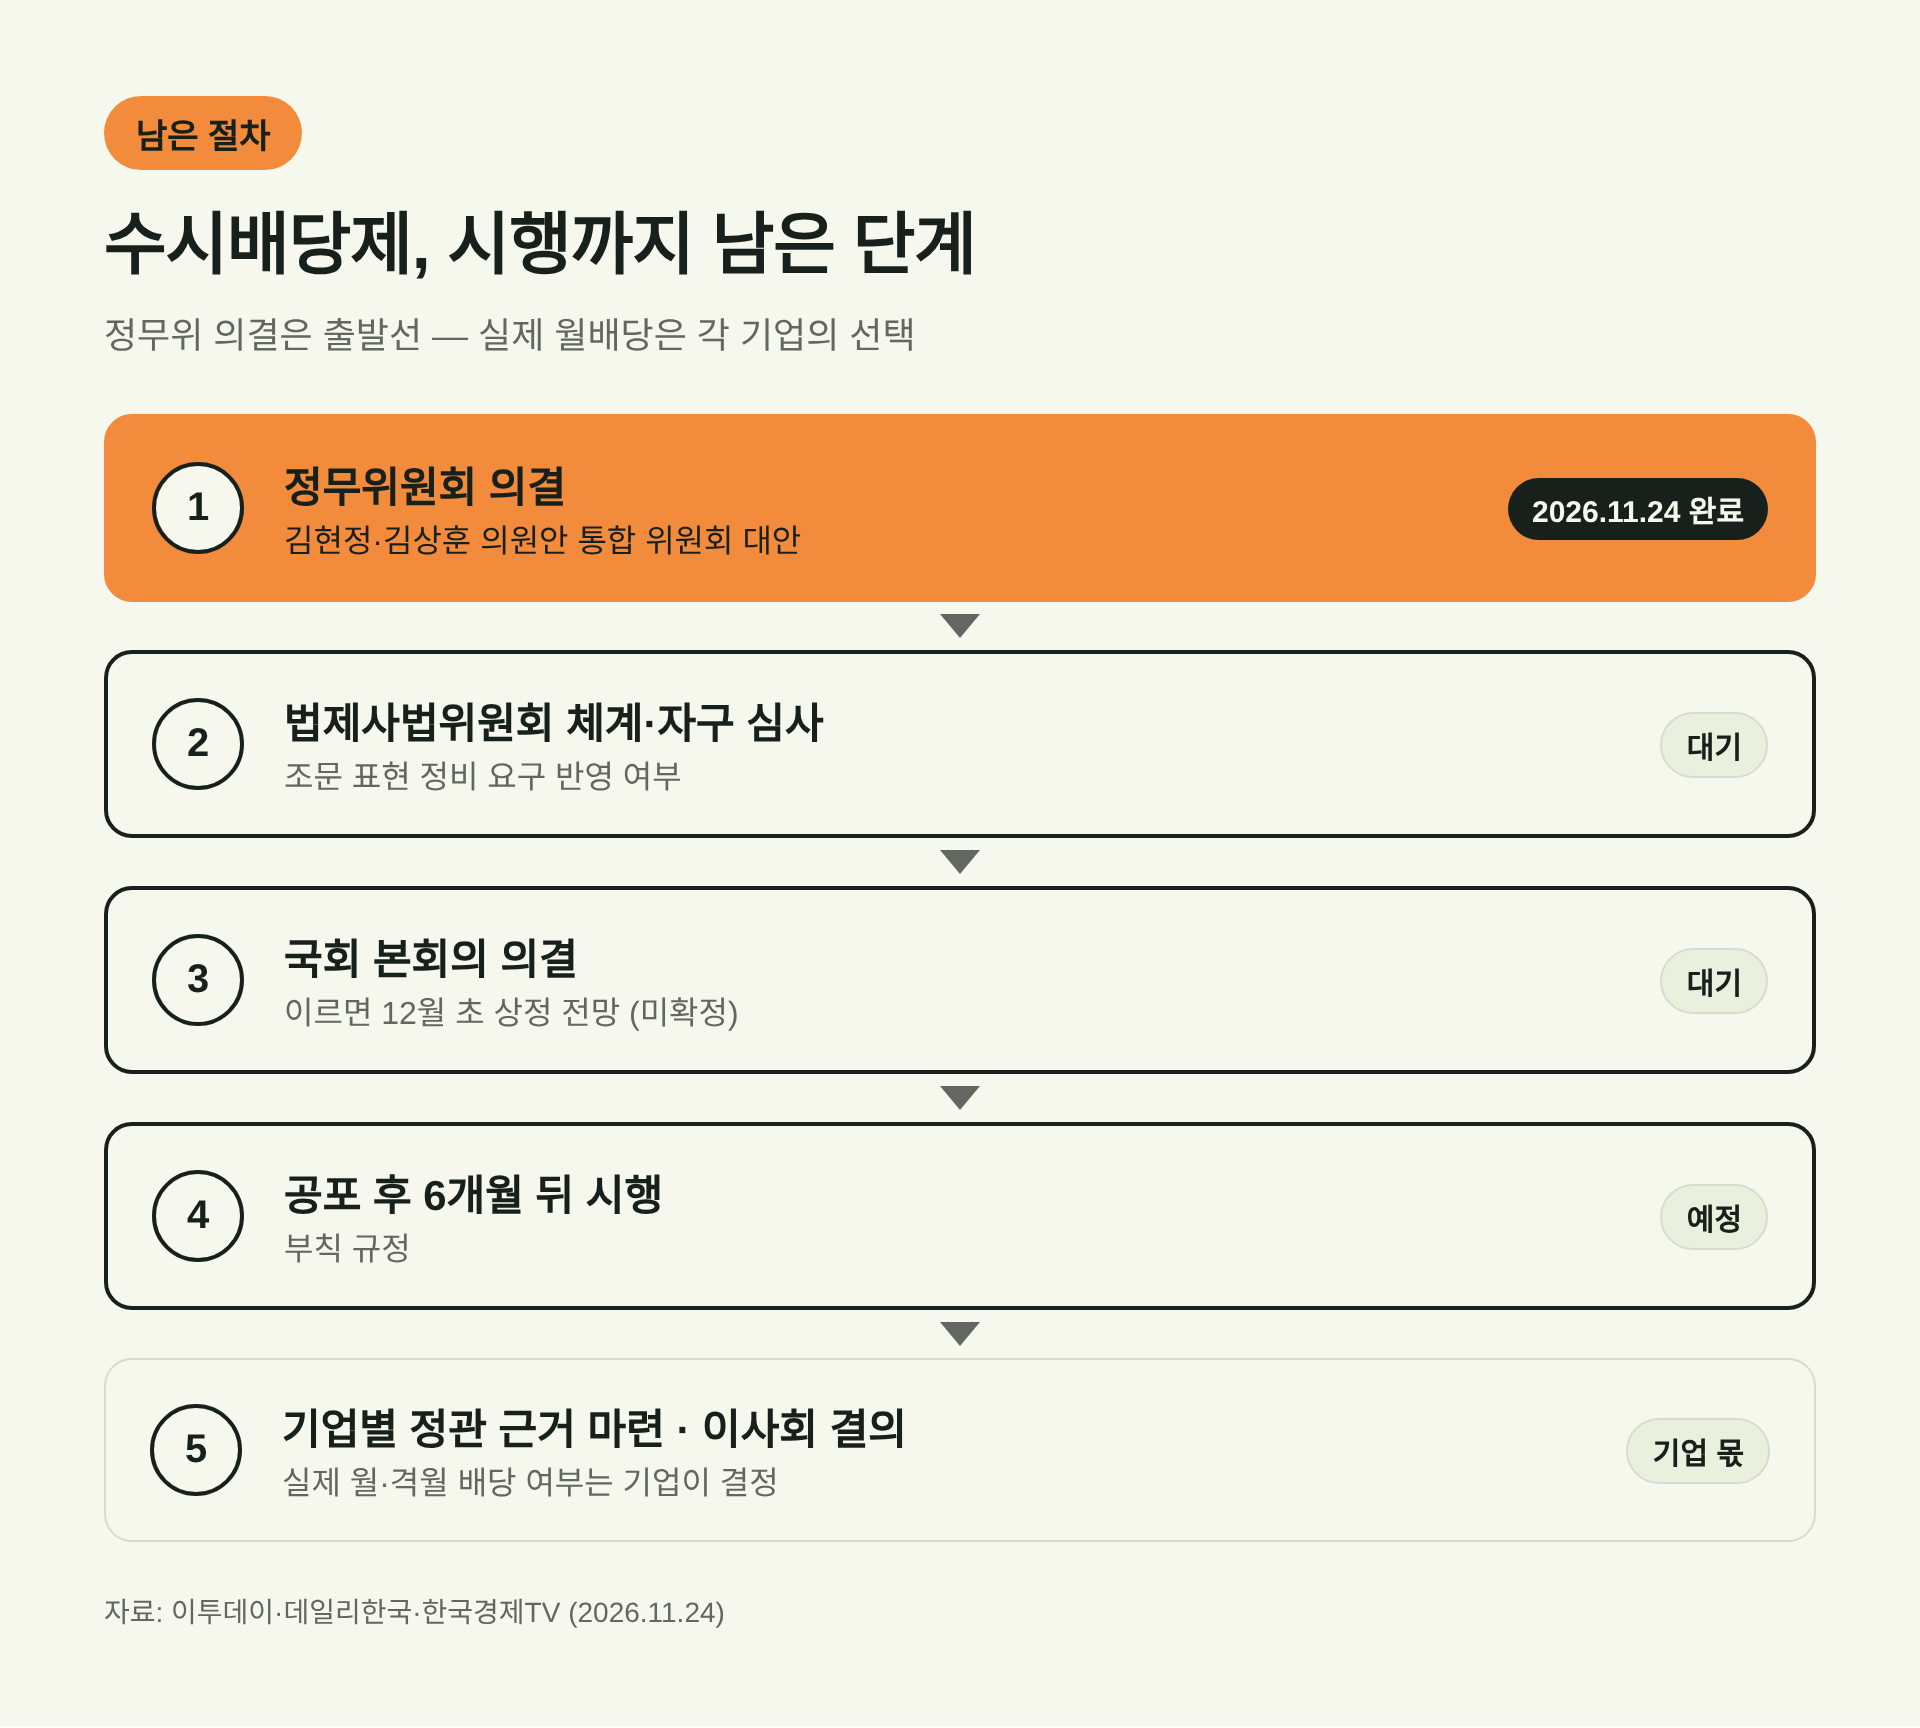 남은 절차
수시배당제, 시행까지 남은 단계
정무위 의결은 출발선 — 실제 월배당은 각 기업의 선택
1
정무위원회 의결
김현정·김상훈 의원안 통합 위원회 대안
2026.11.24 완료
2
법제사법위원회 체계·자구 심사
조문 표현 정비 요구 반영 여부
대기
3
국회 본회의 의결
이르면 12월 초 상정 전망 (미확정)
대기
4
공포 후 6개월 뒤 시행
부칙 규정
예정
5
기업별 정관 근거 마련 · 이사회 결의
실제 월·격월 배당 여부는 기업이 결정
기업 몫
자료: 이투데이·데일리한국·한국경제TV (2026.11.24)